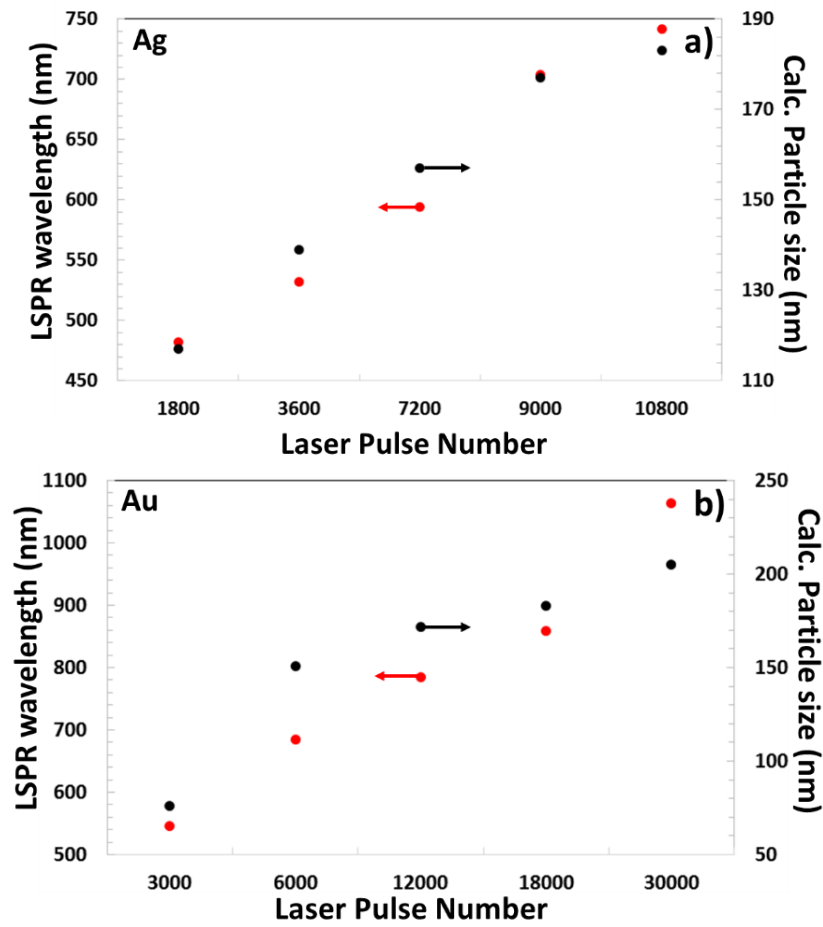 Ag
a)
LSPR wavelength (nm)
750
700
650
600
550
500
450
190
170
150
130
110
Calc. Particle size (nm)
1800 3600 7200 9000 10800
Laser Pulse Number
Au
b)
LSPR wavelength (nm)
1100
1000
900
800
700
600
500
250
200
150
100
50
Calc. Particle size (nm)
3000 6000 12000 18000 30000
Laser Pulse Number